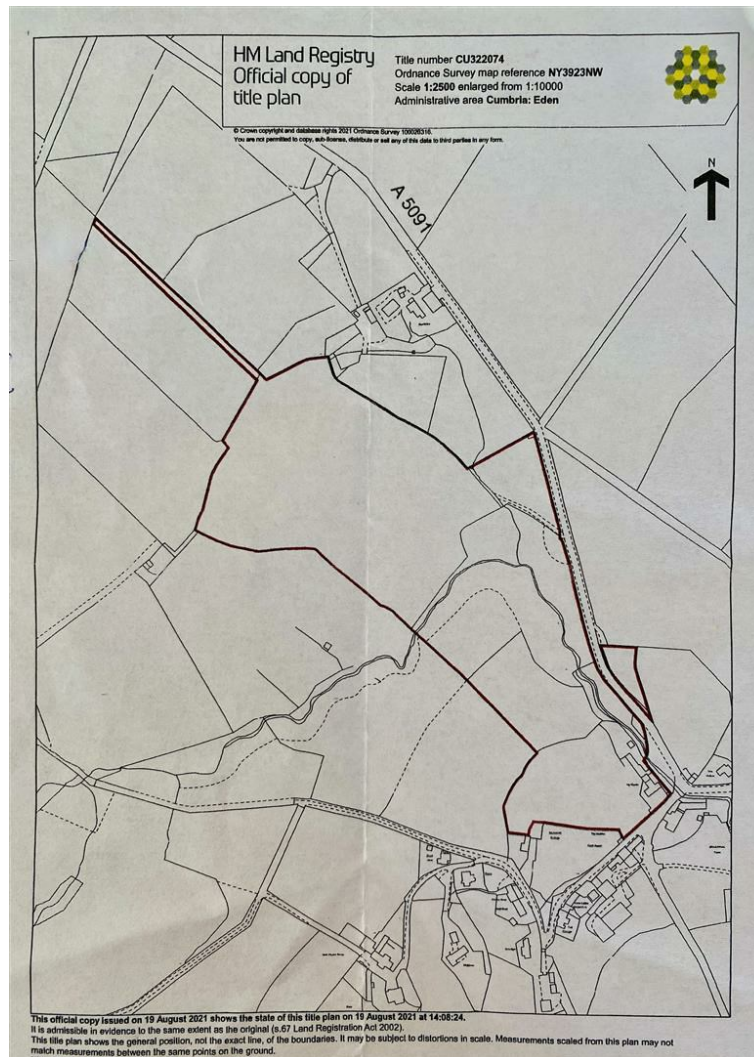 HM Land Registry
Official copy of
title plan
Title number CU322074
Ordnance Survey map reference NY3923NW
Scale 1:2500 enlarged from 1:10000
Administrative area Cumbria: Eden
© Crown copyright and database rights 2021 Ordnance Survey 100026316.
You are not permitted to copy, sub-license, distribute or sell any of this data to third parties in any form.
N
A 5091
This official copy issued on 19 August 2021 shows the state of this title plan on 19 August 2021 at 14:08:24.
It is admissible in evidence to the same extent as the original (s.67 Land Registration Act 2002).
This title plan shows the general position, not the exact line, of the boundaries. It may be subject to distortions in scale. Measurements scaled from this plan may not
match measurements between the same points on the ground.